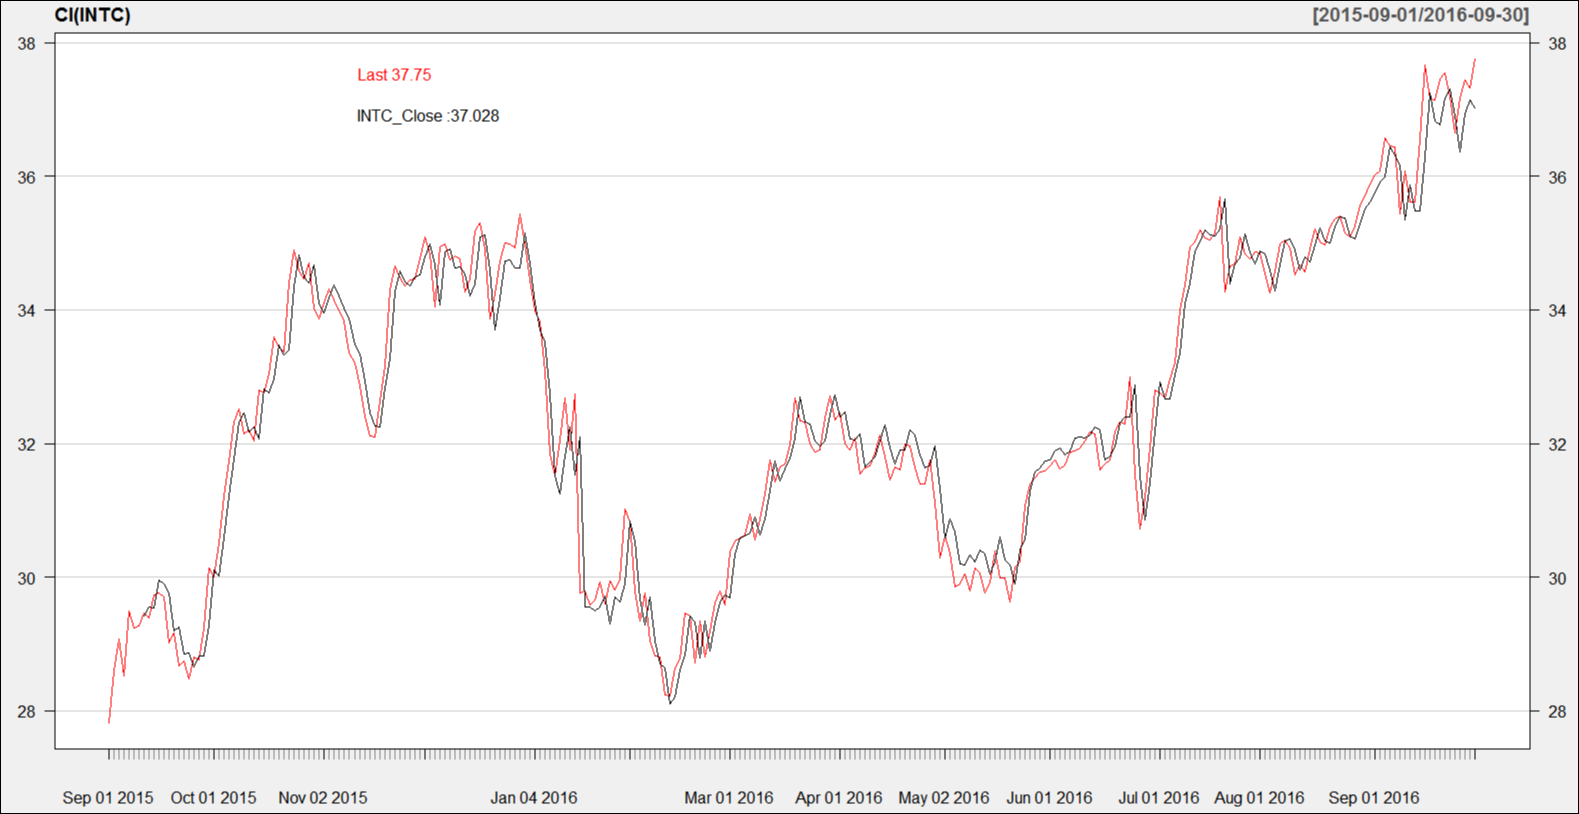 CI(INTC) [2015-09-01/2016-09-30]
38 38
Last 37.75
INTC_Close :37.028
36 36
34 34
32 32
30 30
28 28
Sep 01 2015 Oct 01 2015 Nov 02 2015 Jan 04 2016 Mar 01 2016 Apr 01 2016 May 02 2016 Jun 01 2016 Jul 01 2016 Aug 01 2016 Sep 01 2016